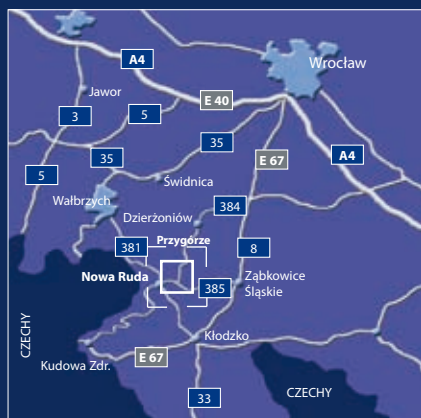 A4
Wrocław
Jawor
E 40
3
5
35
A4
35
E 67
5
Świdnica
Wałbrzych
384
Dzierżoniów
381
Przygórze
8
Nowa Ruda
385
Ząbkowice
Śląskie
CZECHY
Kłodzko
E 67
Kudowa Zdr.
CZECHY
33